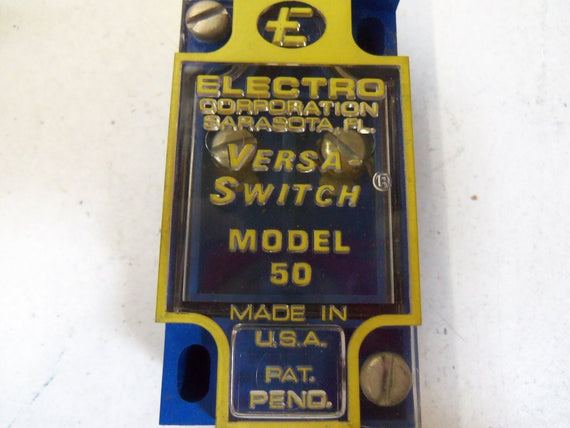 E
ELECTRO
CORPORATION
SARASOTA, FL.
VERSA-
SWITCH ®
MODEL
50
MADE IN
U.S.A.
PAT.
PEND.